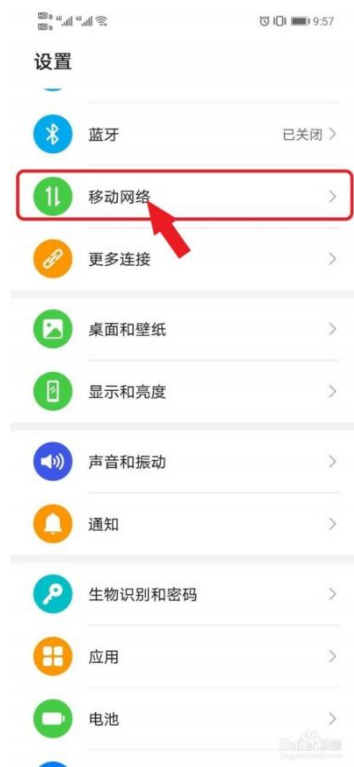 9:57
设置
蓝牙
已关闭
移动网络
更多连接
桌面和壁纸
显示和亮度
声音和振动
通知
生物识别和密码
应用
电池